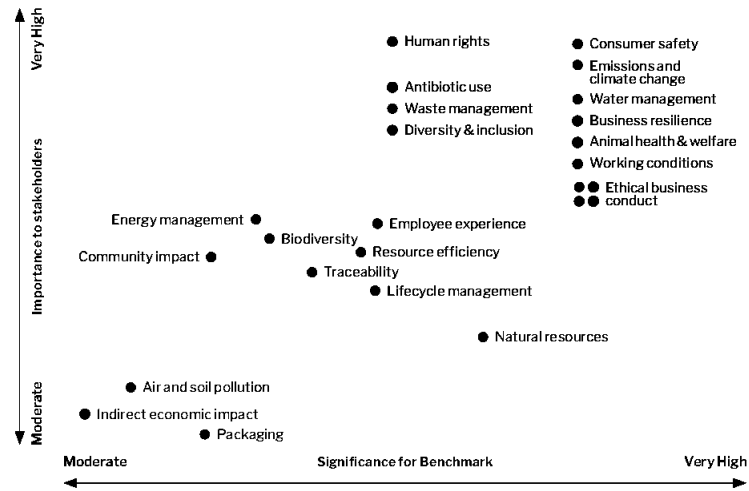 Very High
Importance to stakeholders
Moderate
Human rights
Antibiotic use
Waste management
Diversity & inclusion
Consumer safety
Emissions and
climate change
Water management
Business resilience
Animal health & welfare
Working conditions
Ethical business
conduct
Energy management
Employee experience
Biodiversity
Community impact
Resource efficiency
Traceability
Lifecycle management
Natural resources
Air and soil pollution
Indirect economic impact
Packaging
Moderate
Significance for Benchmark
Very High